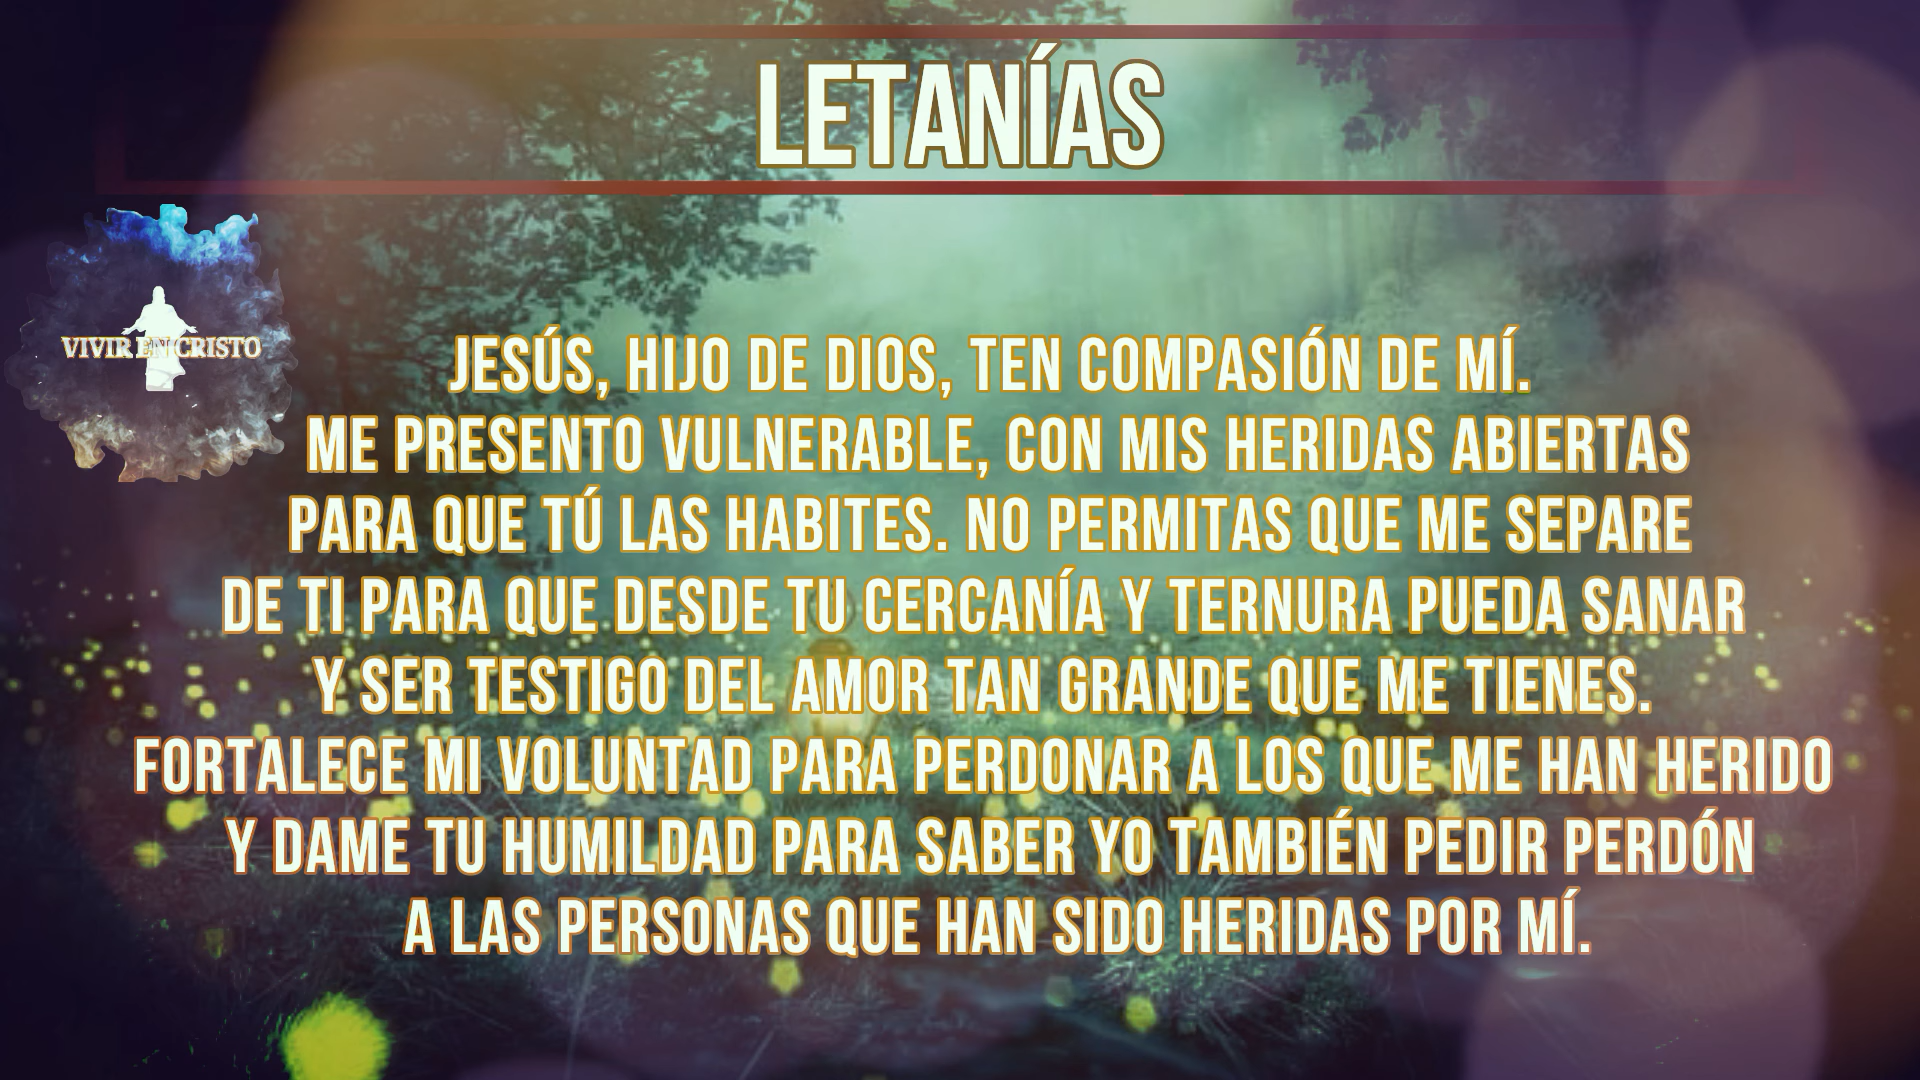 LETANÍAS
VIVIR EN CRISTO
JESÚS, HIJO DE DIOS, TEN COMPASIÓN DE MÍ.
ME PRESENTO VULNERABLE, CON MIS HERIDAS ABIERTAS
PARA QUE TÚ LAS HABITES. NO PERMITAS QUE ME SEPARE
DE TI PARA QUE DESDE TU CERCANÍA Y TERNURA PUEDA SANAR
Y SER TESTIGO DEL AMOR TAN GRANDE QUE ME TIENES.
FORTALECE MI VOLUNTAD PARA PERDONAR A LOS QUE ME HAN HERIDO
Y DAME TU HUMILDAD PARA SABER YO TAMBIÉN PEDIR PERDÓN
A LAS PERSONAS QUE HAN SIDO HERIDAS POR MÍ.